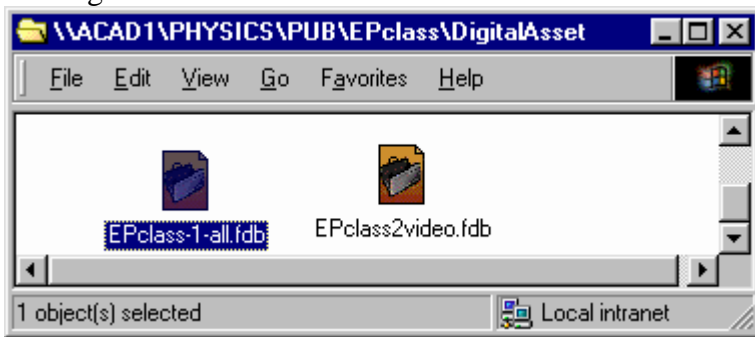 \\ACAD1\PHYSICS\PUB\EPclass\DigitalAsset
File Edit View Go Favorites Help
EPclass-1-all.fdb EPclass2video.fdb
1 object(s) selected Local intranet